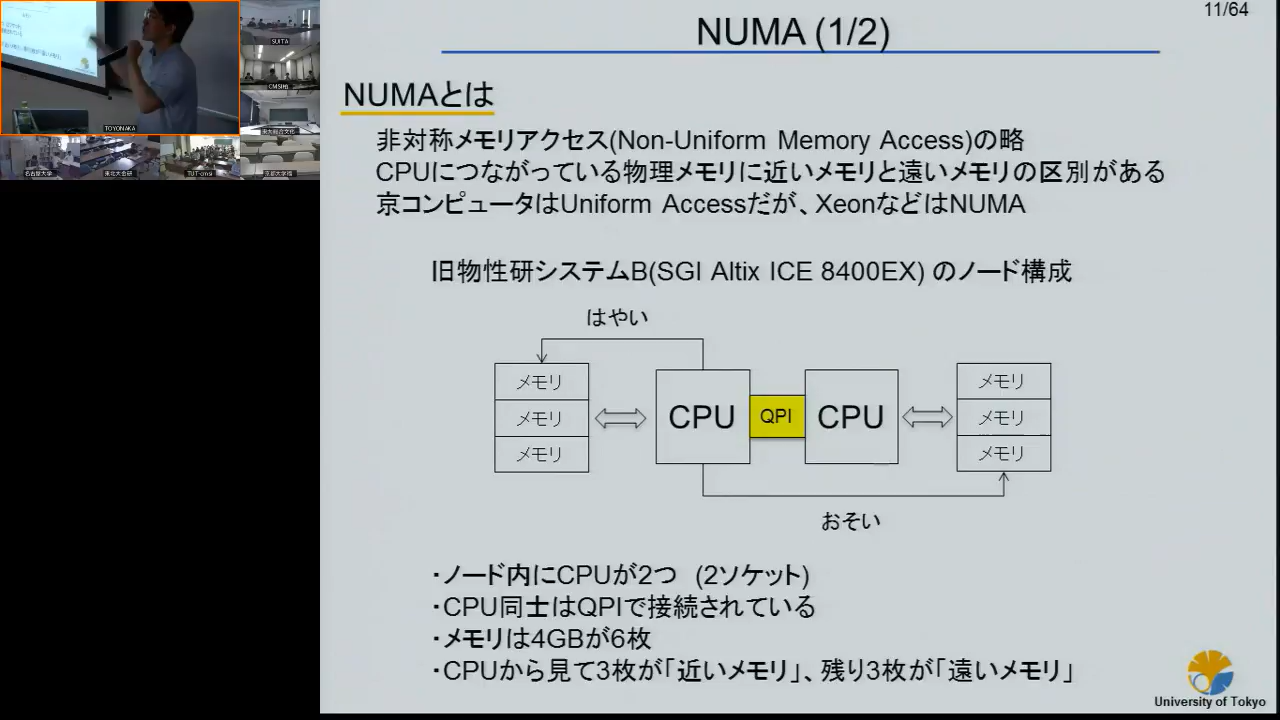 11/64
NUMA (1/2)
NUMAとは
非対称メモリアクセス(Non-Uniform Memory Access)の略
CPUにつながっている物理メモリに近いメモリと遠いメモリの区別がある
京コンピュータはUniform Accessだが、XeonなどはNUMA
旧物性研システムB(SGI Altix ICE 8400EX) のノード構成
はやい
メモリ
メモリ
メモリ
CPU
QPI
CPU
メモリ
メモリ
メモリ
おそい
・ノード内にCPUが2つ (2ソケット)
・CPU同士はQPIで接続されている
・メモリは4GBが6枚
・CPUから見て3枚が「近いメモリ」、残り3枚が「遠いメモリ」
University of Tokyo
SUITA
TOYONAKA
名古屋大学
TUT-cmsi